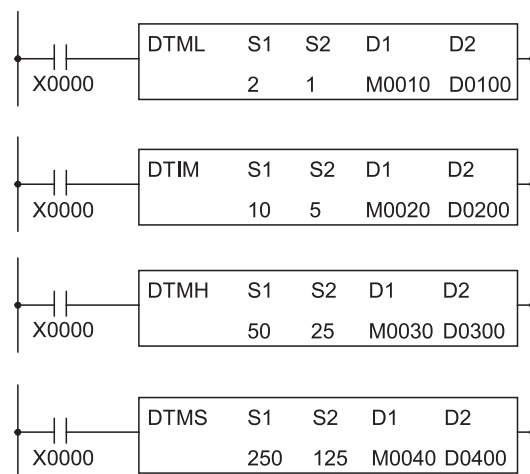 DTML S1 S2 D1 D2
X0000 2 1 M0010 D0100
DTIM S1 S2 D1 D2
X0000 10 5 M0020 D0200
DTMH S1 S2 D1 D2
X0000 50 25 M0030 D0300
DTMS S1 S2 D1 D2
X0000 250 125 M0040 D0400